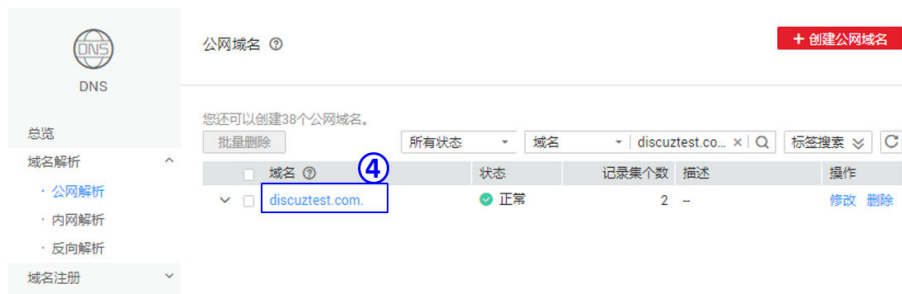 DNS
DNS
总览
域名解析
· 公网解析
· 内网解析
· 反向解析
域名注册
公网域名 ?
+ 创建公网域名
您还可以创建38个公网域名。
批量删除 所有状态 域名 discuztest.co... × 标签搜索
域名 ? ④ 状态 记录集个数 描述 操作
discuztest.com. 正常 2 -- 修改 删除